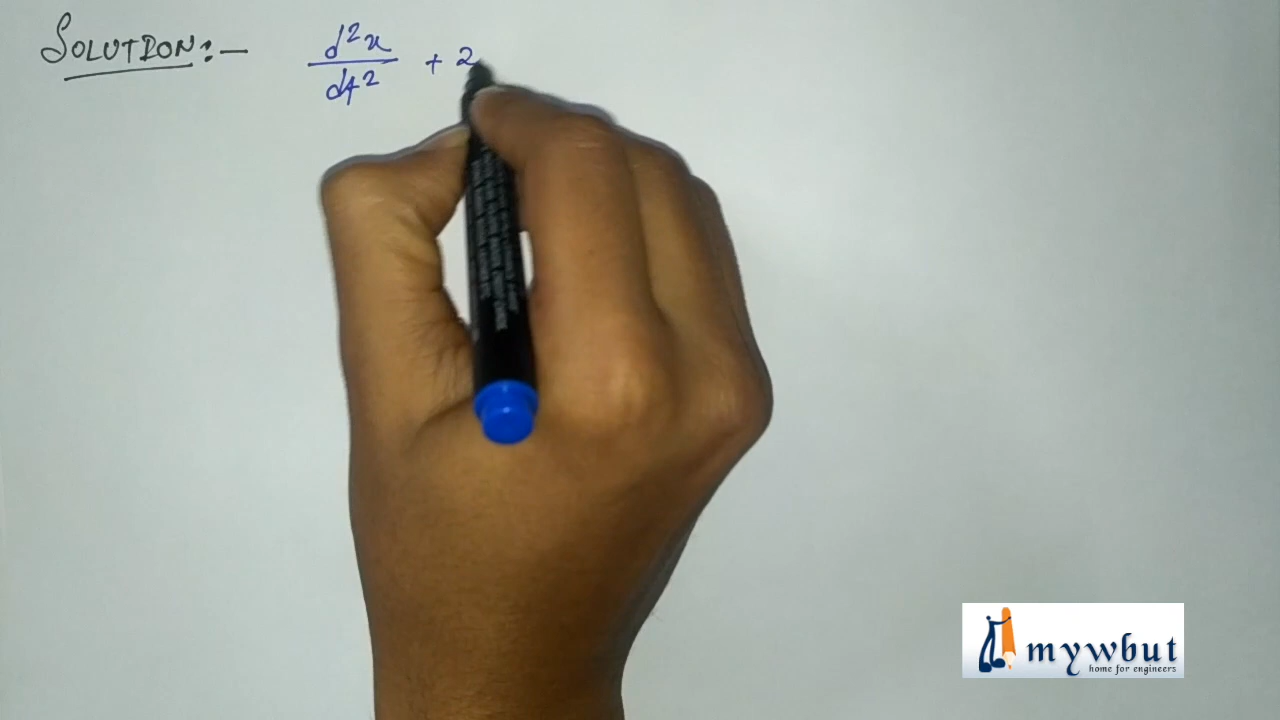 SOLUTION:-
d²x/dt² + 2
mywbut
home for engineers